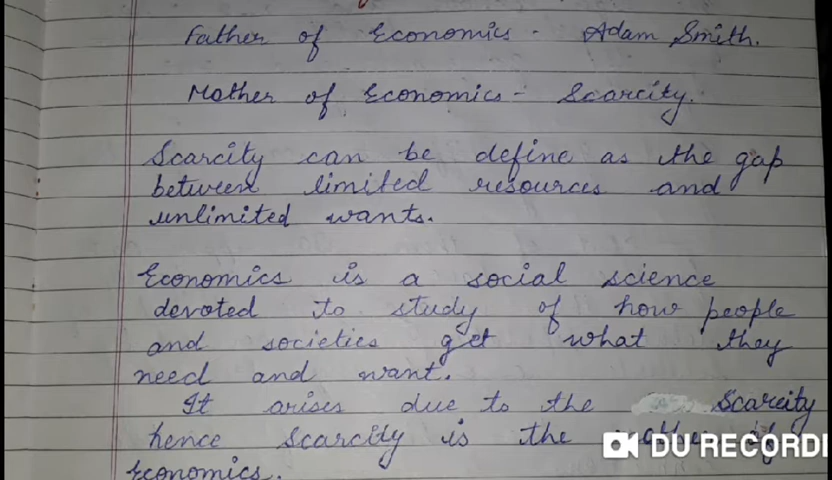 Father of Economics - Adam Smith.
Mother of Economics - Scarcity.
Scarcity can be define as the gap
between limited resources and
unlimited wants.
Economics is a social science
devoted to study of how people
and societies get what they
need and want.
It arises due to the Scarcity
hence scarcity is the of
economics.
DU RECORD